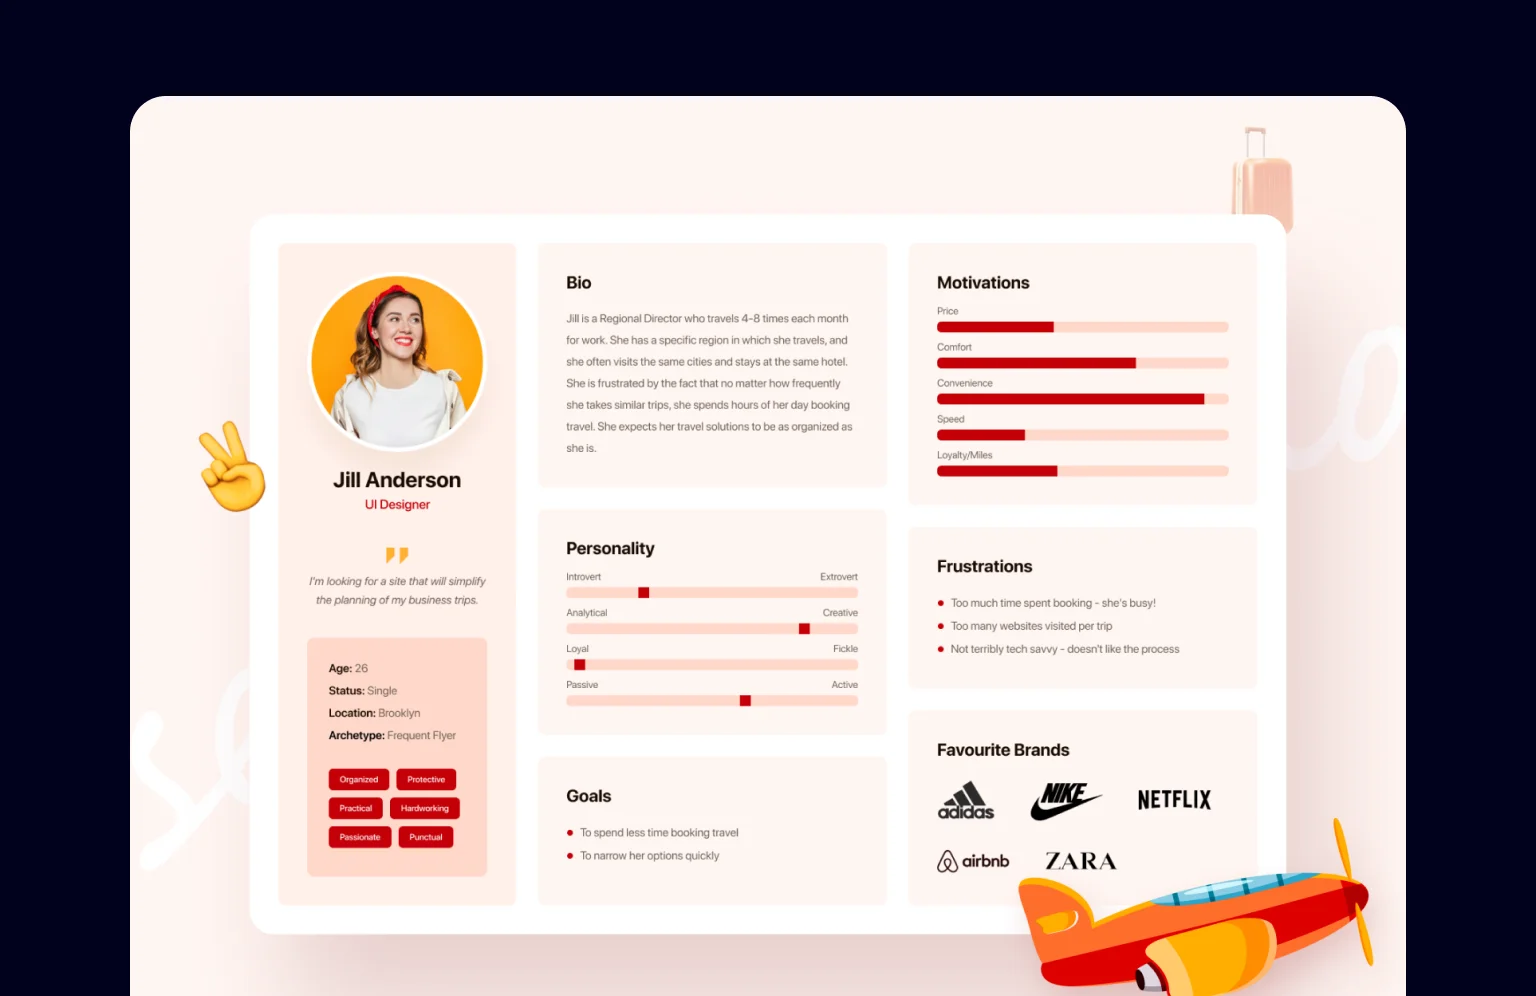 Jill Anderson
UI Designer
I'm looking for a site that will simplify
the planning of my business trips.
Age: 26
Status: Single
Location: Brooklyn
Archetype: Frequent Flyer
Organized Protective
Practical Hardworking
Passionate Punctual
Bio
Jill is a Regional Director who travels 4-8 times each month
for work. She has a specific region in which she travels, and
she often visits the same cities and stays at the same hotel.
She is frustrated by the fact that no matter how frequently
she takes similar trips, she spends hours of her day booking
travel. She expects her travel solutions to be as organized as
she is.
Personality
Introvert Extrovert
Analytical Creative
Loyal Fickle
Passive Active
Goals
To spend less time booking travel
To narrow her options quickly
Motivations
Price
Comfort
Convenience
Speed
Loyalty/Miles
Frustrations
Too much time spent booking - she's busy!
Too many websites visited per trip
Not terribly tech savvy - doesn't like the process
Favourite Brands
adidas NIKE NETFLIX
airbnb ZARA